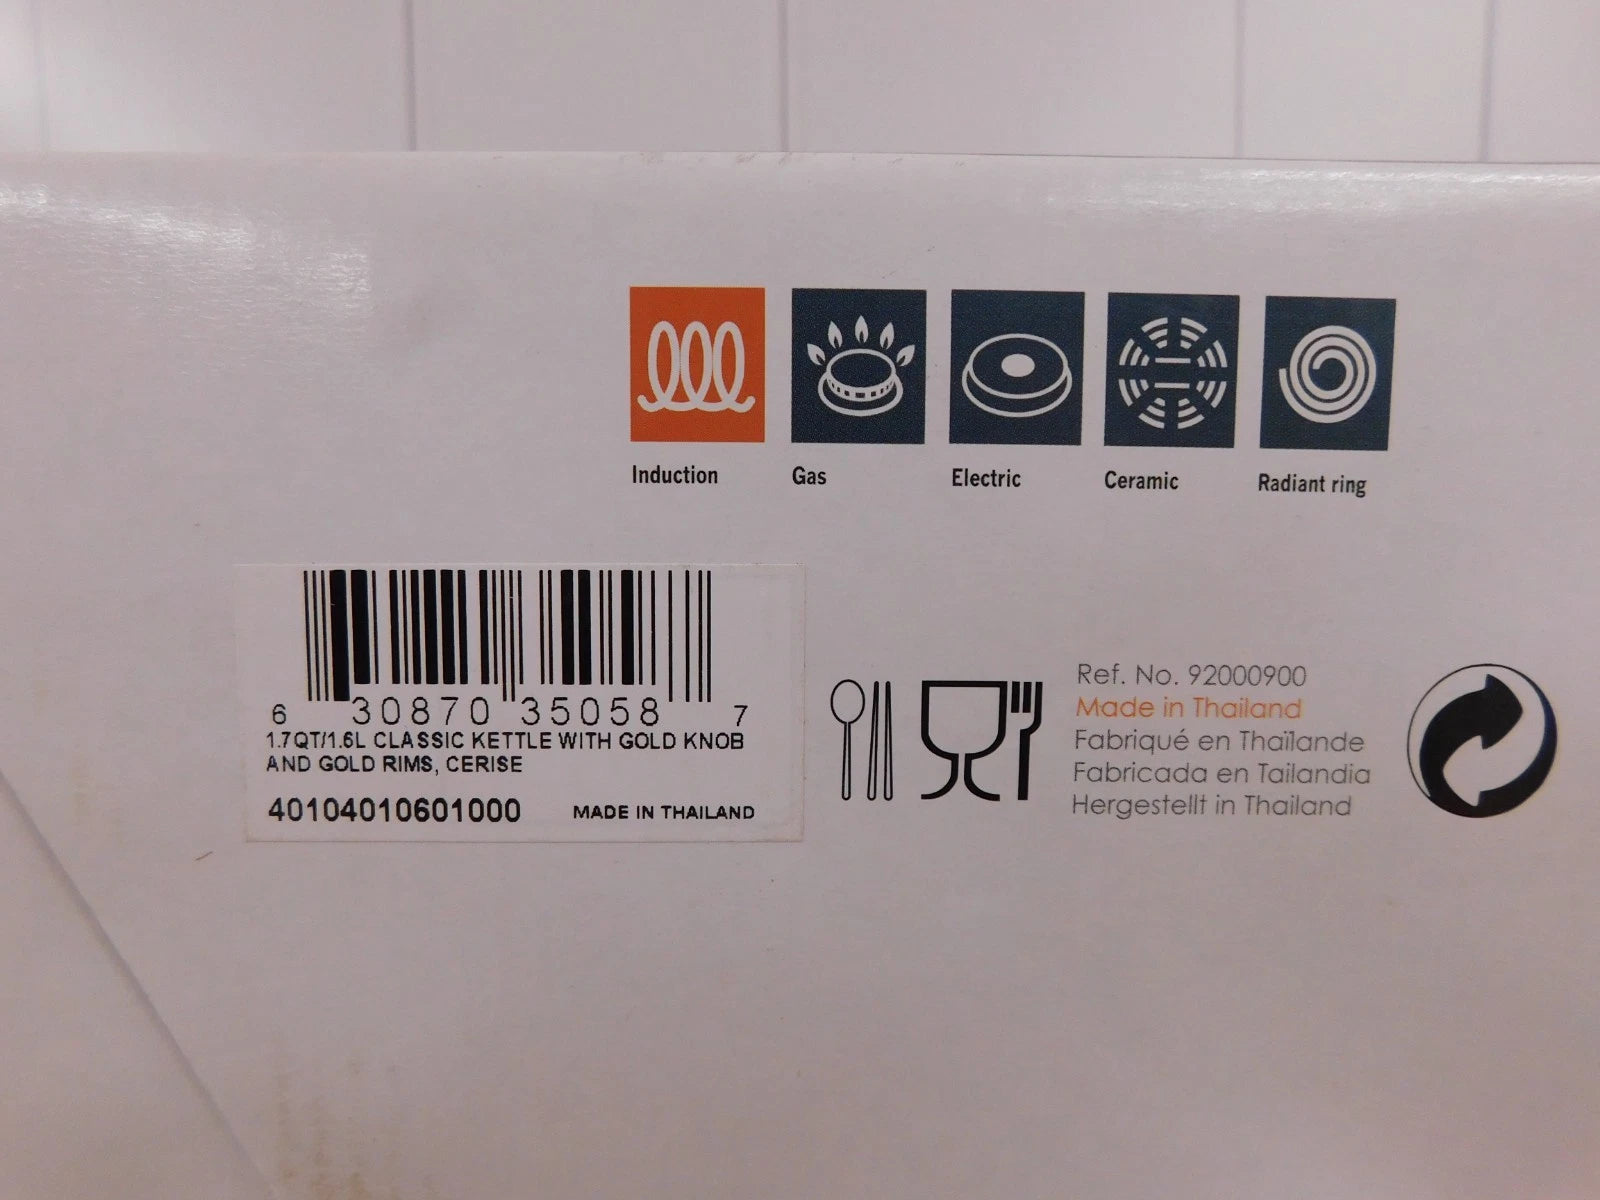 Induction Gas Electric Ceramic Radiant ring
6 30870 35058 7
1.7QT/1.6L CLASSIC KETTLE WITH GOLD KNOB
AND GOLD RIMS, CERISE
40104010601000 MADE IN THAILAND
Ref. No. 92000900
Made in Thailand
Fabriqué en Thaïlande
Fabricada en Tailandia
Hergestellt in Thailand